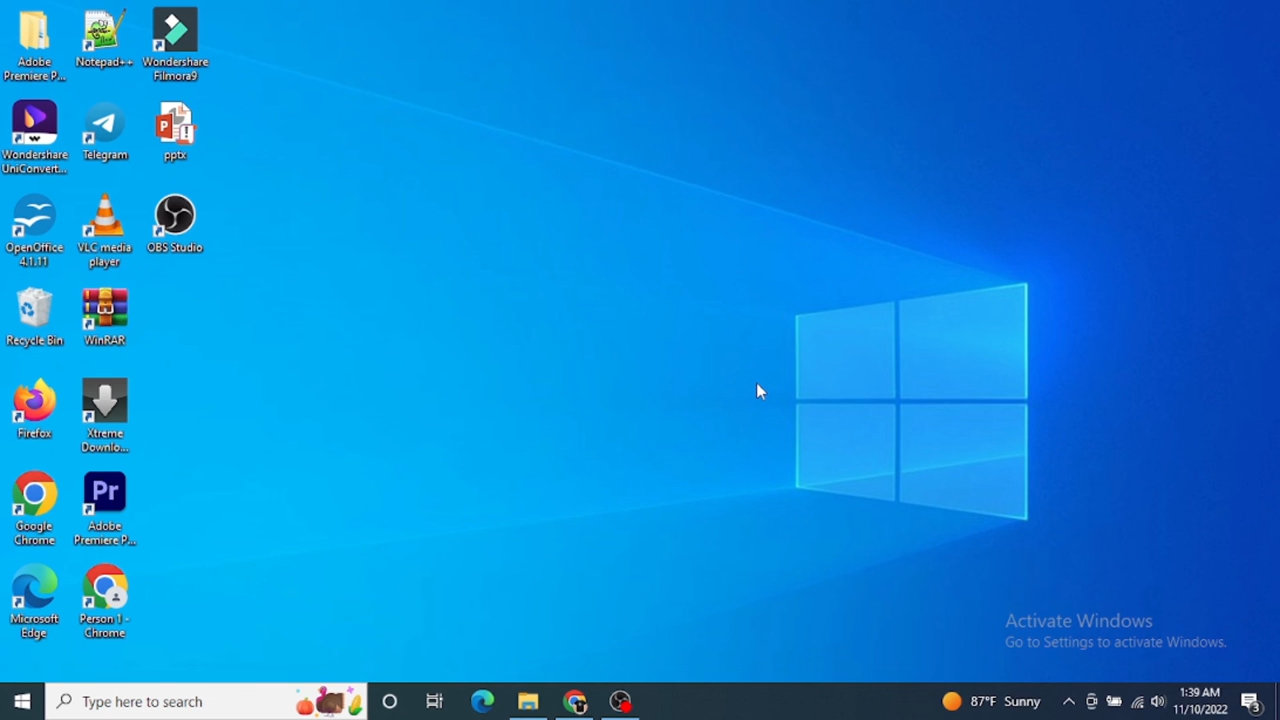 Adobe
Premiere P...
Notepad++
Wondershare
Filmora9
Wondershare
UniConvert...
Telegram
pptx
OpenOffice
4.1.11
VLC media
player
OBS Studio
Recycle Bin
WinRAR
Firefox
Xtreme
Downlo...
Google
Chrome
Pr
Adobe
Premiere P...
Microsoft
Edge
Person 1 -
Chrome
Activate Windows
Go to Settings to activate Windows.
Type here to search
87°F Sunny
1:39 AM
11/10/2022
3